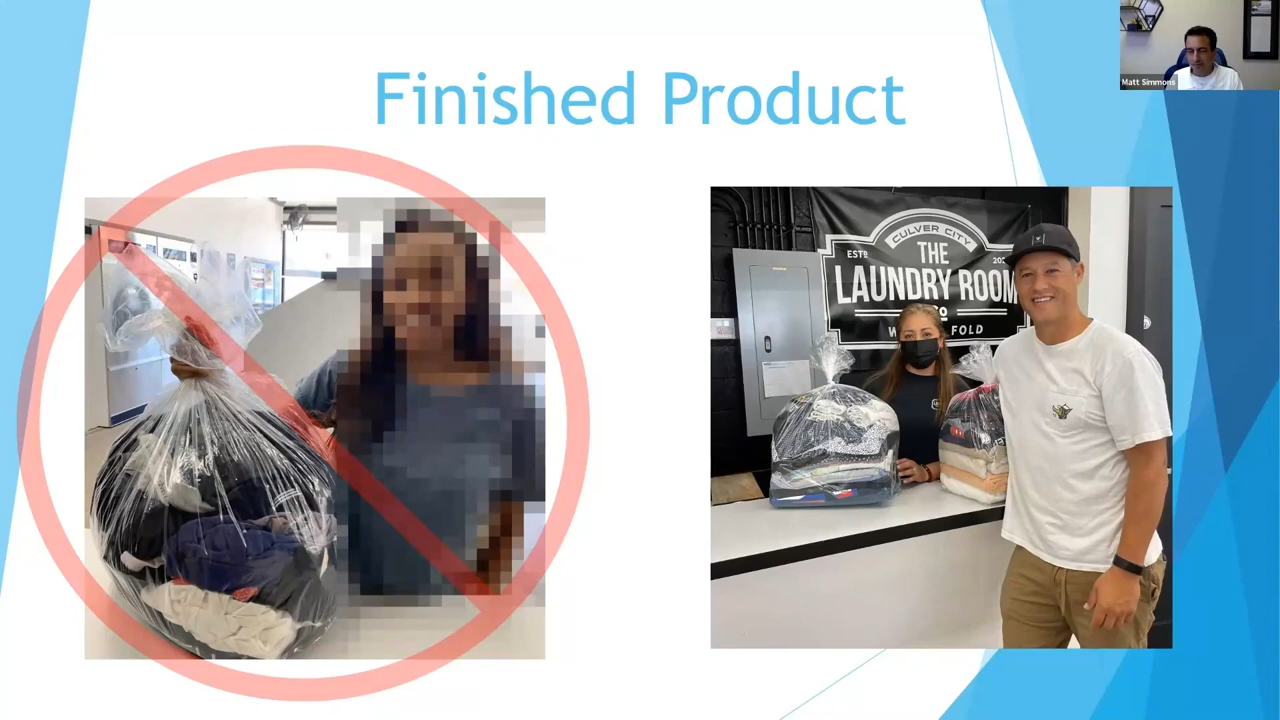 Finished Product
Matt Simmons
CULVER CITY
ESTD
THE
LAUNDRY ROOM
FOLD